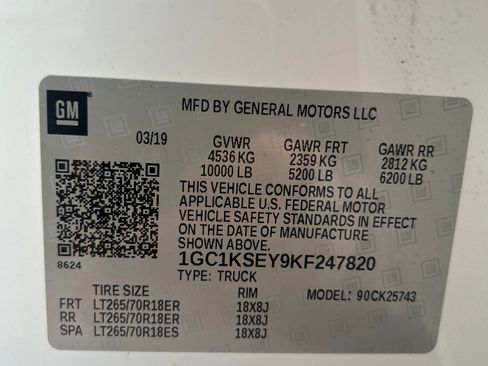 GM
MFD BY GENERAL MOTORS LLC
03/19 GVWR GAWR FRT GAWR RR
4536 KG 2359 KG 2812 KG
10000 LB 5200 LB 6200 LB
THIS VEHICLE CONFORMS TO ALL
APPLICABLE U.S. FEDERAL MOTOR
VEHICLE SAFETY STANDARDS IN EFFECT
ON THE DATE OF MANUFACTURE
SHOWN ABOVE.
8624
1GC1KSEY9KF247820
TYPE: TRUCK
TIRE SIZE RIM MODEL: 90CK25743
FRT LT265/70R18ER 18X8J
RR LT265/70R18ER 18X8J
SPA LT265/70R18ES 18X8J